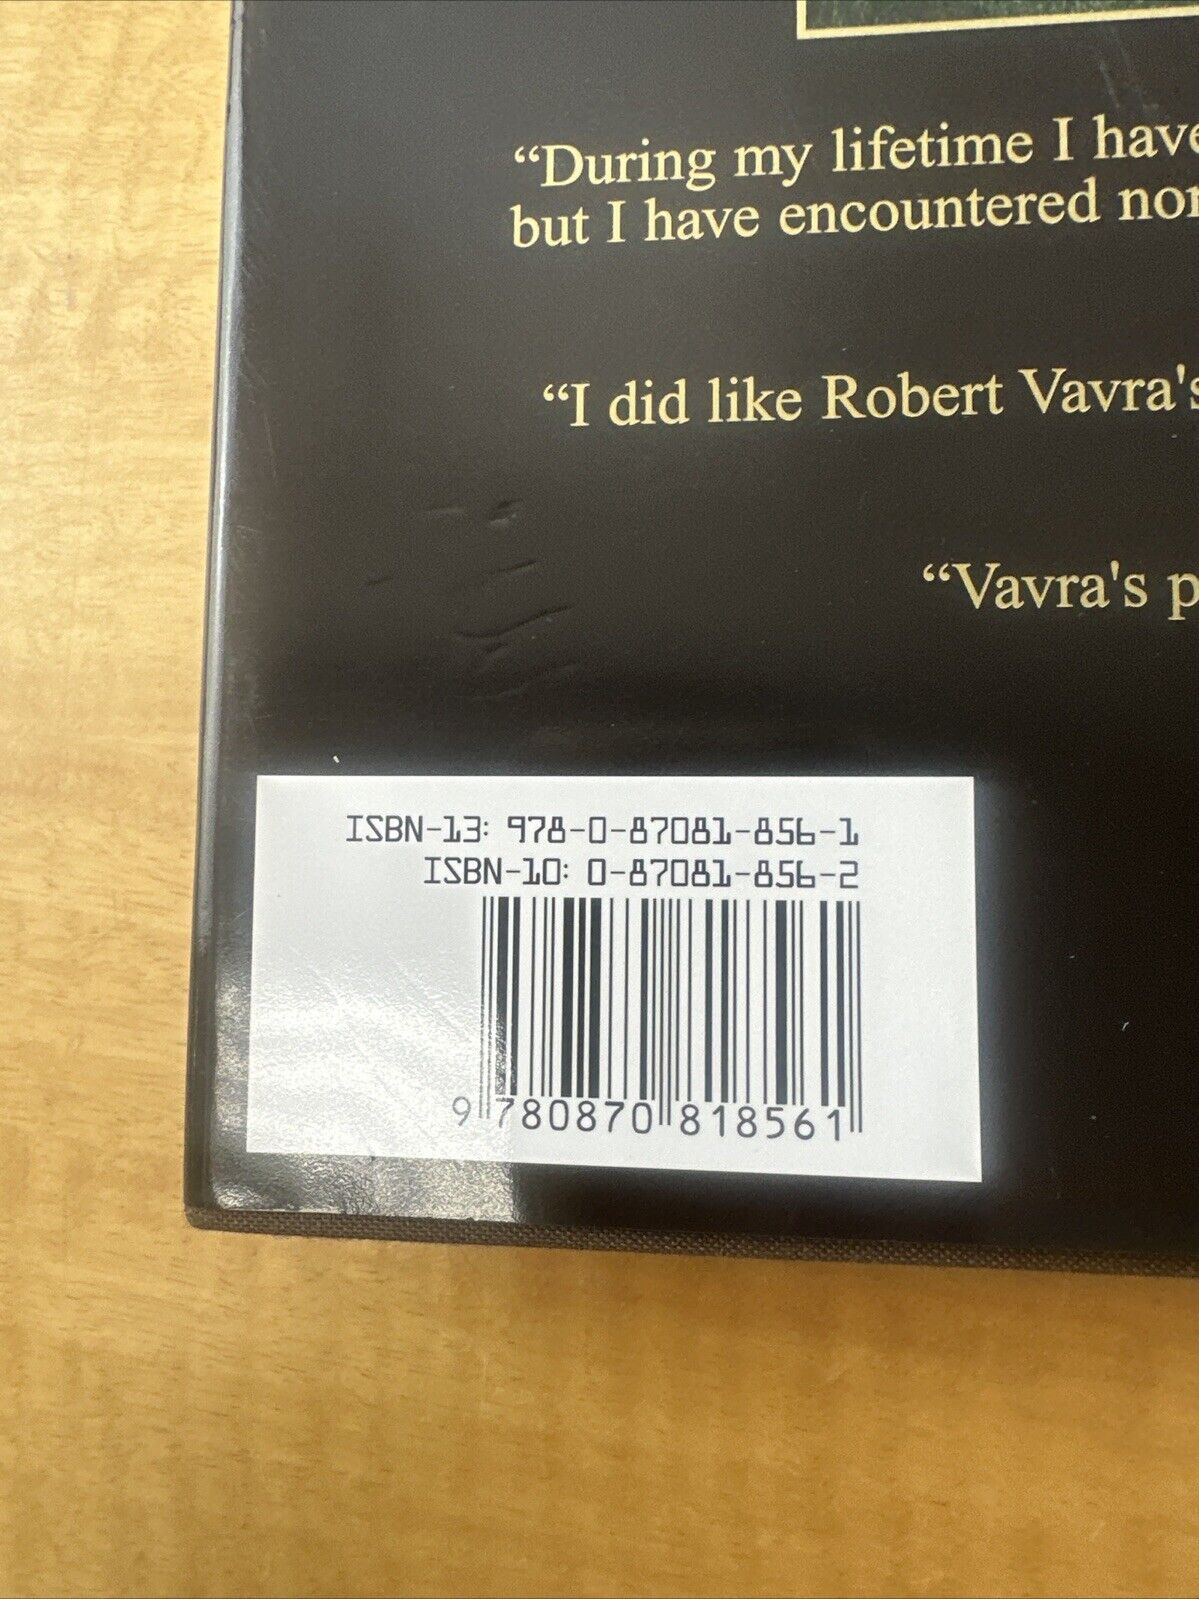 “During my lifetime I have
but I have encountered
“I did like Robert Vavra's
“Vavra's
ISBN-13: 978-0-87081-856-1
ISBN-10: 0-87081-856-2
9 780870 818561